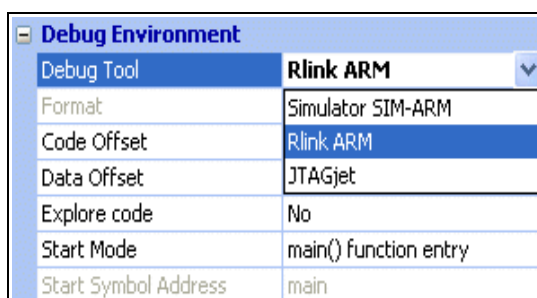 Debug Environment
Debug Tool Rlink ARM
Format Simulator SIM-ARM
Code Offset Rlink ARM
Data Offset JTAGjet
Explore code No
Start Mode main() function entry
Start Symbol Address main